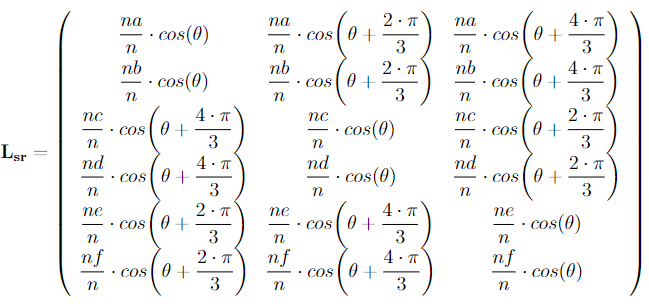 na/n · cos(θ)    na/n · cos(θ + 2·π/3)    na/n · cos(θ + 4·π/3)
nb/n · cos(θ)    nb/n · cos(θ + 2·π/3)    nb/n · cos(θ + 4·π/3)
L_sr = nc/n · cos(θ + 4·π/3)    nc/n · cos(θ)    nc/n · cos(θ + 2·π/3)
nd/n · cos(θ + 4·π/3)    nd/n · cos(θ)    nd/n · cos(θ + 2·π/3)
ne/n · cos(θ + 2·π/3)    ne/n · cos(θ + 4·π/3)    ne/n · cos(θ)
nf/n · cos(θ + 2·π/3)    nf/n · cos(θ + 4·π/3)    nf/n · cos(θ)